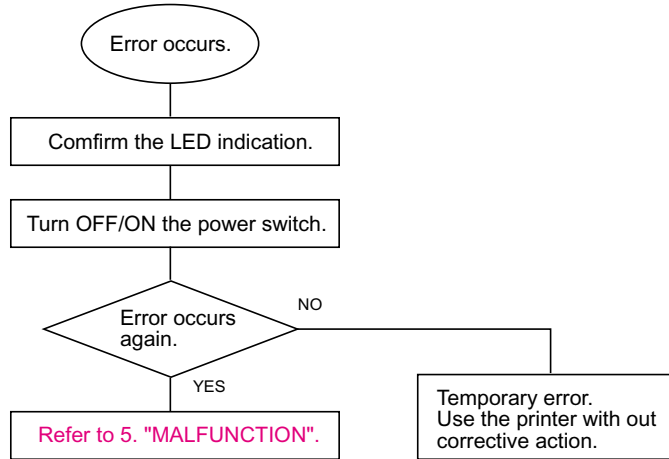 Error occurs.
Comfirm the LED indication.
Turn OFF/ON the power switch.
Error occurs
again.
NO
YES
Refer to 5. "MALFUNCTION".
Temporary error.
Use the printer with out
corrective action.